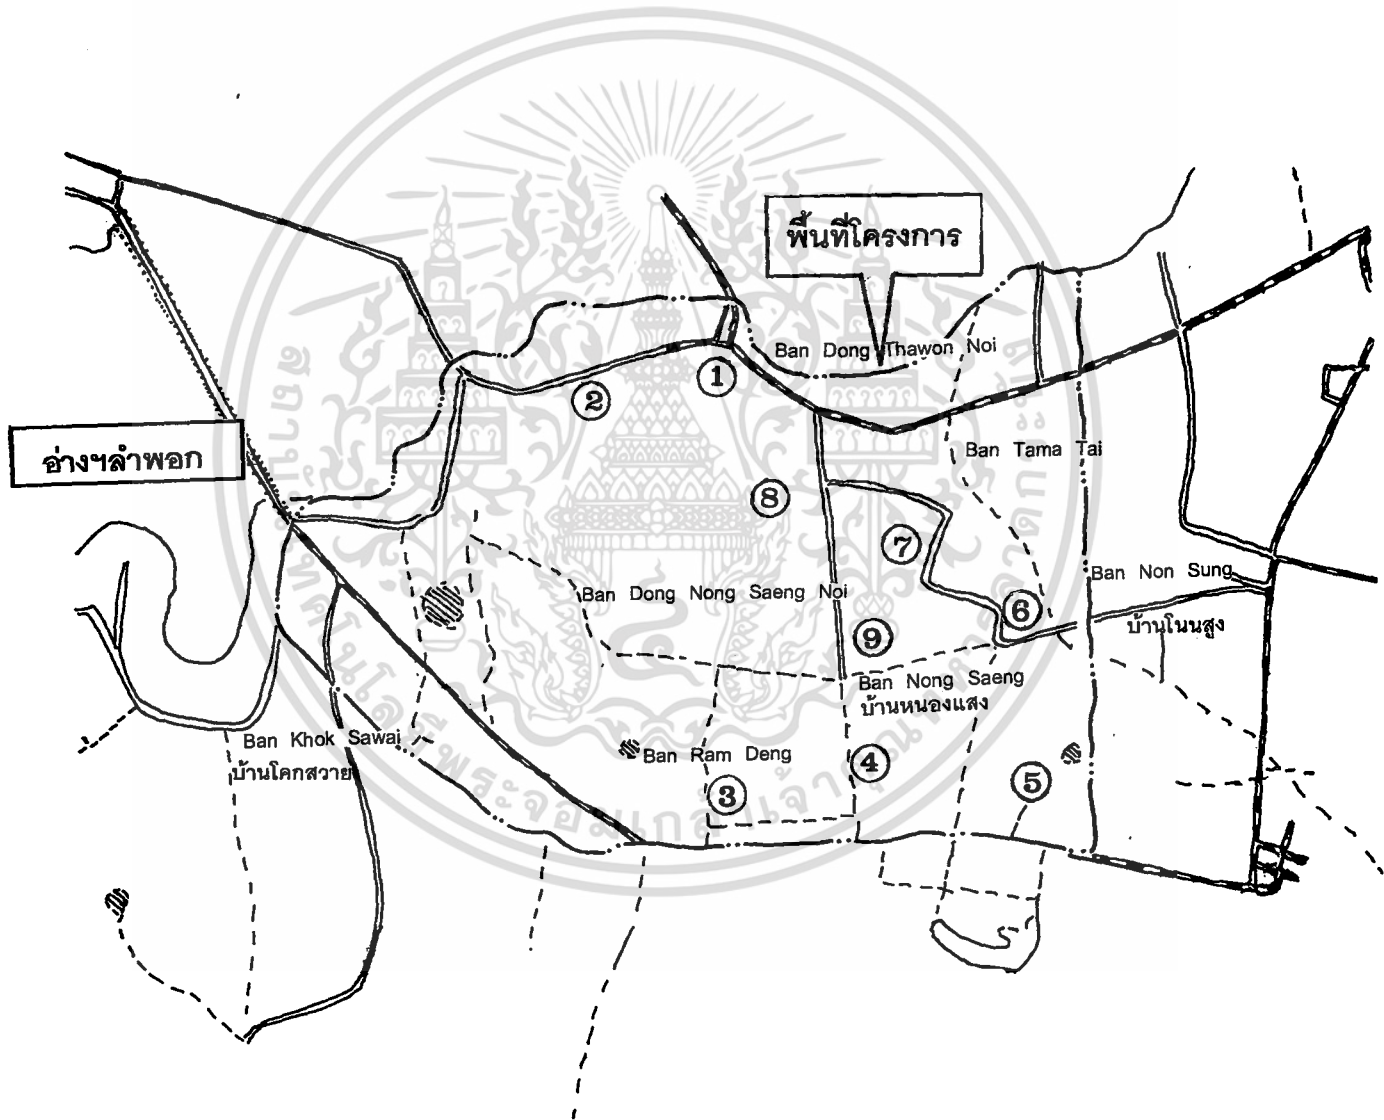 พื้นที่โครงการ
Ban Dong Thawon Noi
1
2
Ban Tama Tai
อ่างฯลำพอก
8
7
Ban Non Sung
บ้านโนนสูง
Ban Dong Nong Saeng Noi
6
9
Ban Nong Saeng
บ้านหนองแสง
Ban Khok Sawai
บ้านโคกสวาย
Ban Ram Deng
4
3
5